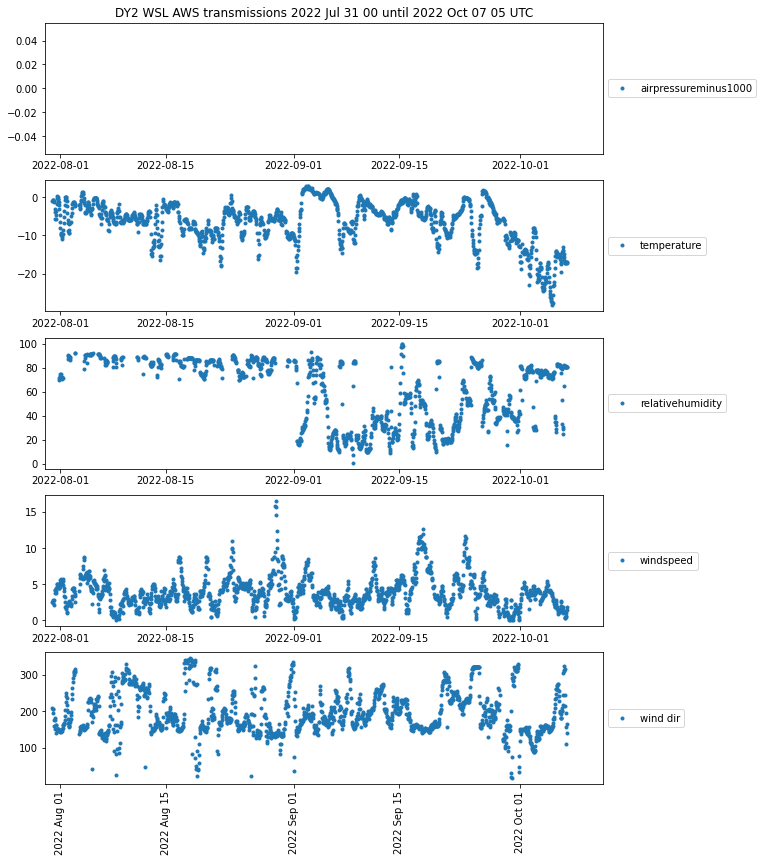 DY2 WSL AWS transmissions 2022 Jul 31 00 until 2022 Oct 07 05 UTC
0.04
0.02
0.00
−0.02
−0.04
airpressureminus1000
2022-08-01 2022-08-15 2022-09-01 2022-09-15 2022-10-01
0
−10
−20
temperature
2022-08-01 2022-08-15 2022-09-01 2022-09-15 2022-10-01
100
80
60
40
20
0
relativehumidity
2022-08-01 2022-08-15 2022-09-01 2022-09-15 2022-10-01
15
10
5
0
windspeed
2022-08-01 2022-08-15 2022-09-01 2022-09-15 2022-10-01
300
200
100
wind dir
2022 Aug 01
2022 Aug 15
2022 Sep 01
2022 Sep 15
2022 Oct 01